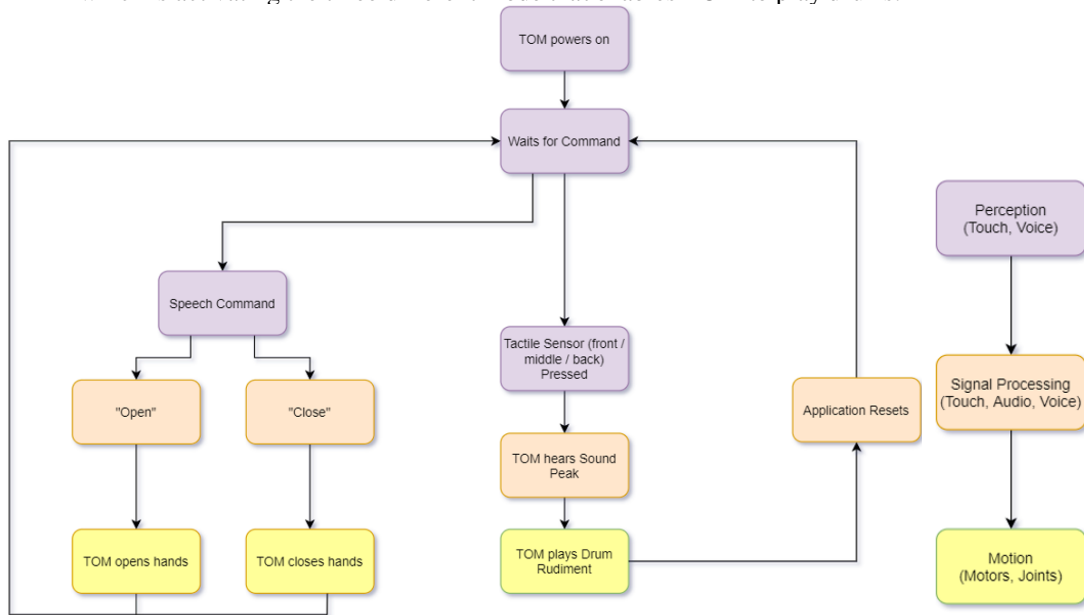 TOM powers on
Waits for Command
Perception
(Touch, Voice)
Speech Command
Tactile Sensor (front /
middle / back)
Pressed
"Open"
"Close"
Application Resets
Signal Processing
(Touch, Audio, Voice)
TOM hears Sound
Peak
TOM opens hands
TOM closes hands
TOM plays Drum
Rudiment
Motion
(Motors, Joints)